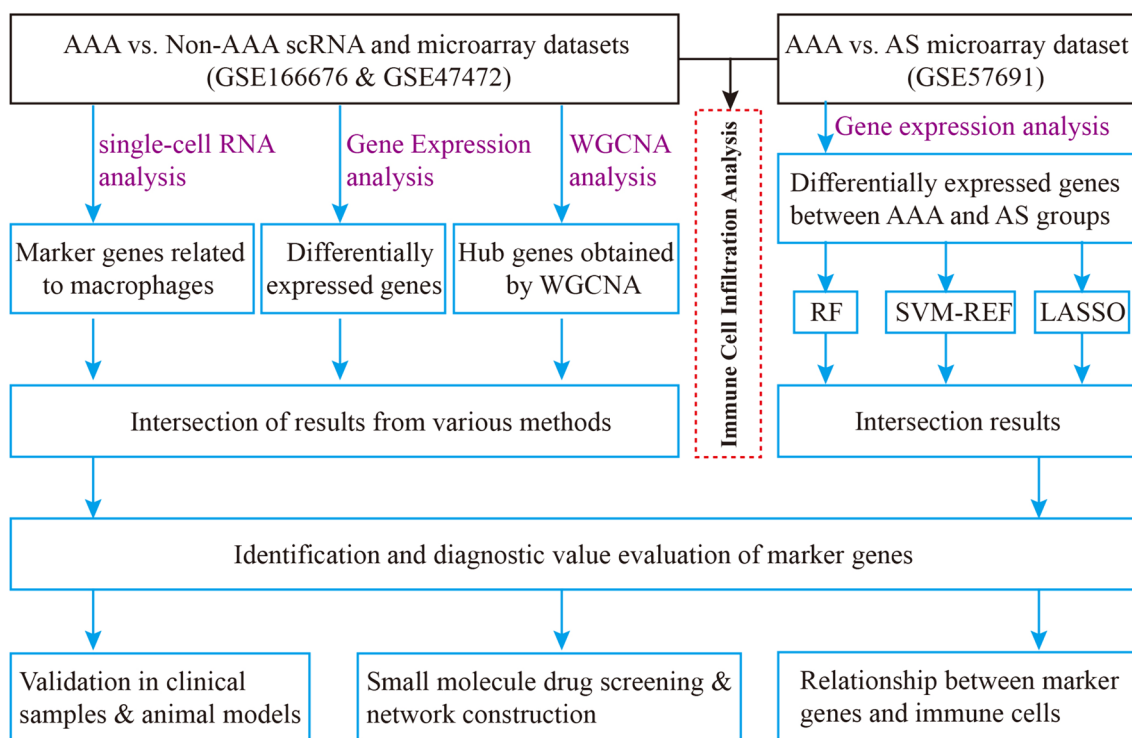 AAA vs. Non-AAA scRNA and microarray datasets
(GSE166676 & GSE47472)
AAA vs. AS microarray dataset
(GSE57691)
single-cell RNA
analysis
Gene Expression
analysis
WGCNA
analysis
Immune Cell Infiltration Analysis
Gene expression analysis
Differentially expressed genes
between AAA and AS groups
Marker genes related
to macrophages
Differentially
expressed genes
Hub genes obtained
by WGCNA
RF
SVM-REF
LASSO
Intersection of results from various methods
Intersection results
Identification and diagnostic value evaluation of marker genes
Validation in clinical
samples & animal models
Small molecule drug screening &
network construction
Relationship between marker
genes and immune cells